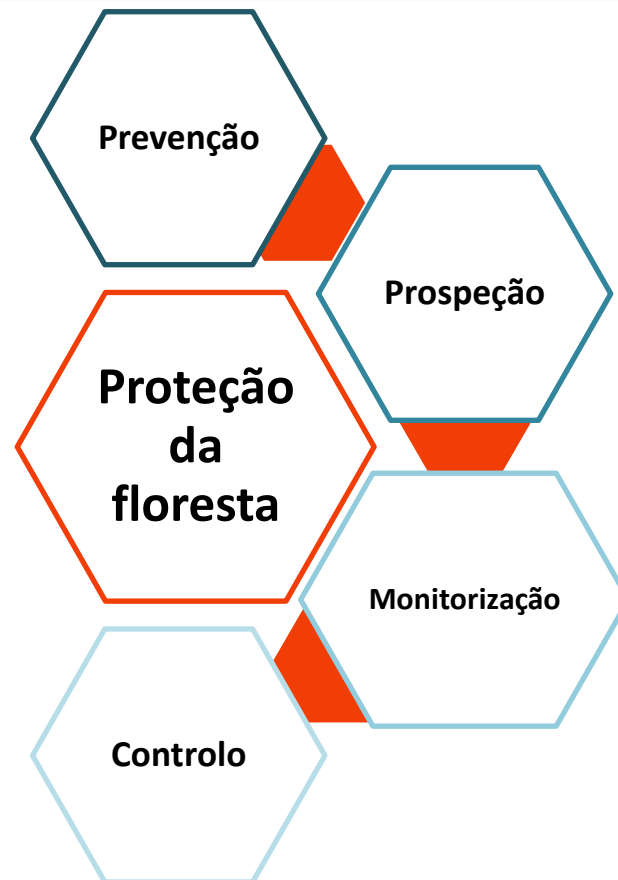 Prevenção
Prospeção
Proteção
da
floresta
Monitorização
Controlo